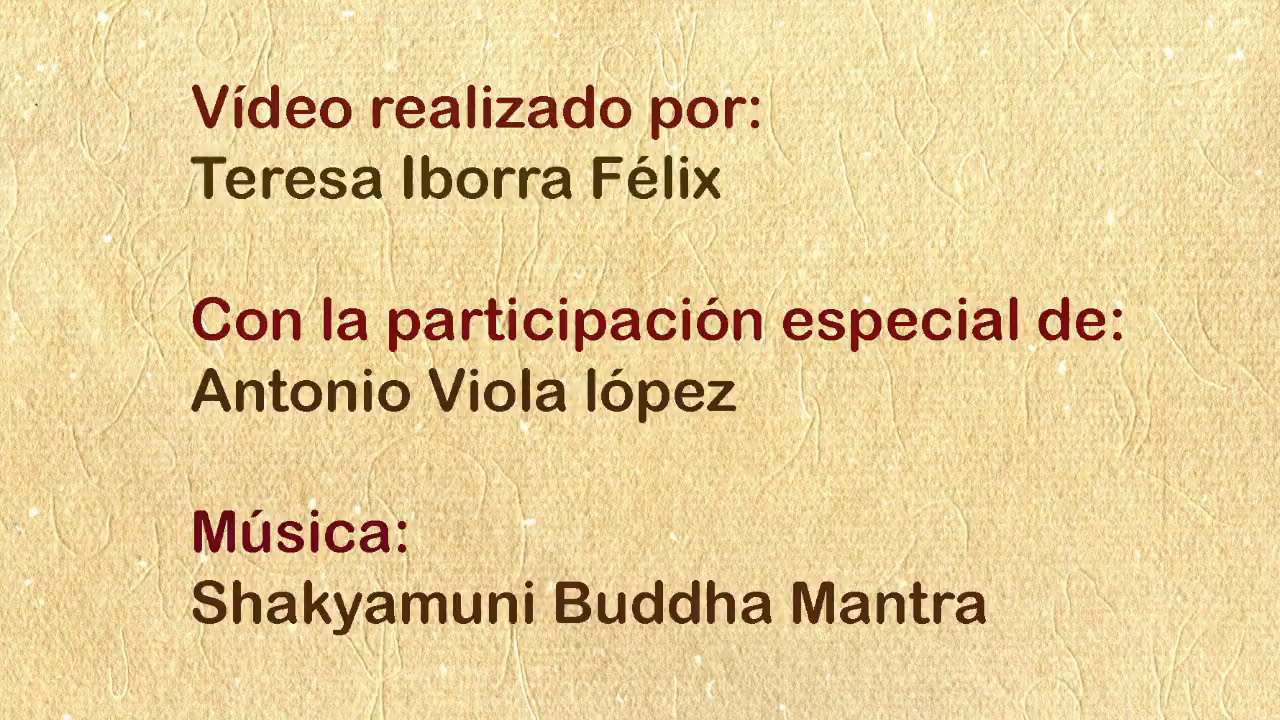 Vídeo realizado por:
Teresa Iborra Félix
Con la participación especial de:
Antonio Viola lópez
Música:
Shakyamuni Buddha Mantra